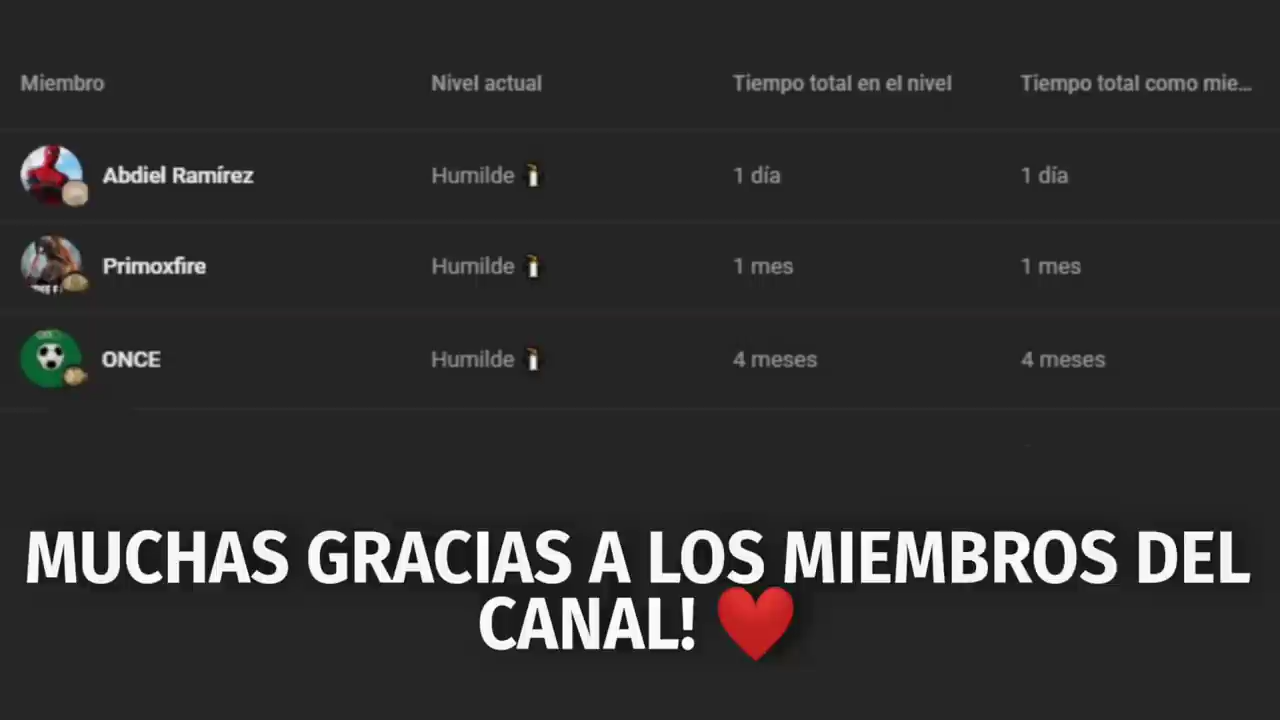 Miembro Nivel actual Tiempo total en el nivel Tiempo total como mie...
Abdiel Ramírez Humilde 1 día 1 día
Primoxfire Humilde 1 mes 1 mes
ONCE Humilde 4 meses 4 meses
MUCHAS GRACIAS A LOS MIEMBROS DEL
CANAL! ❤️